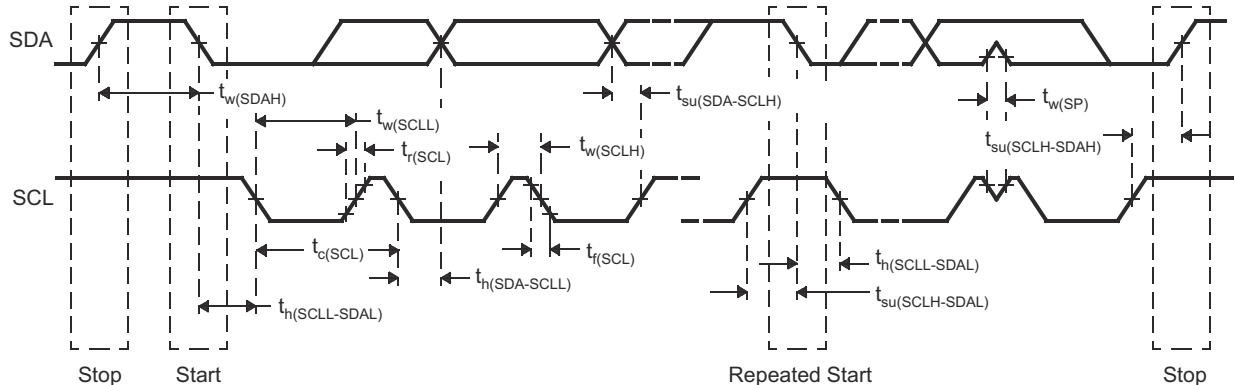 SDA
t_w(SDAH)
t_su(SDA-SCLH)
t_w(SP)
t_w(SCLL)
t_r(SCL)
t_w(SCLH)
t_su(SCLH-SDAH)
SCL
t_c(SCL)
t_f(SCL)
t_h(SDA-SCLL)
t_h(SCLL-SDAL)
t_h(SCLL-SDAL)
t_su(SCLH-SDAL)
Stop
Start
Repeated Start
Stop